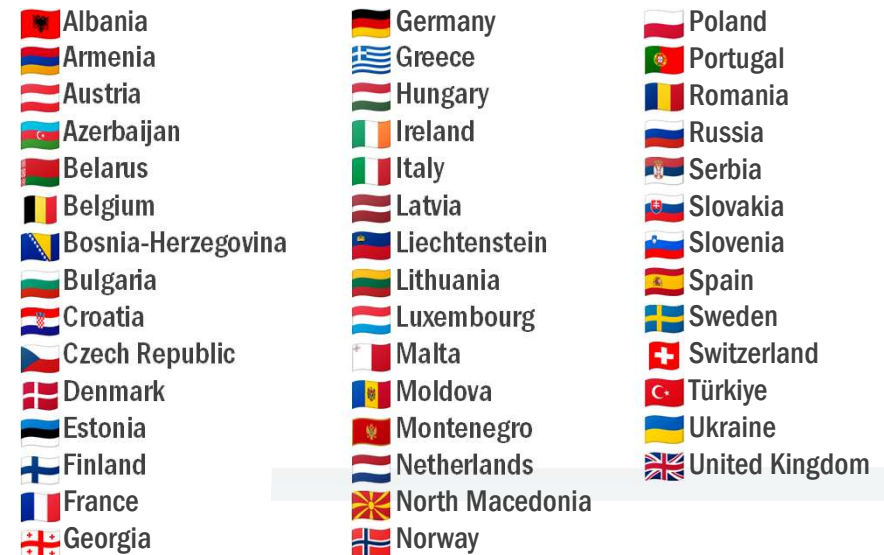 Albania
Armenia
Austria
Azerbaijan
Belarus
Belgium
Bosnia-Herzegovina
Bulgaria
Croatia
Czech Republic
Denmark
Estonia
Finland
France
Georgia
Germany
Greece
Hungary
Ireland
Italy
Latvia
Liechtenstein
Lithuania
Luxembourg
Malta
Moldova
Montenegro
Netherlands
North Macedonia
Norway
Poland
Portugal
Romania
Russia
Serbia
Slovakia
Slovenia
Spain
Sweden
Switzerland
Türkiye
Ukraine
United Kingdom